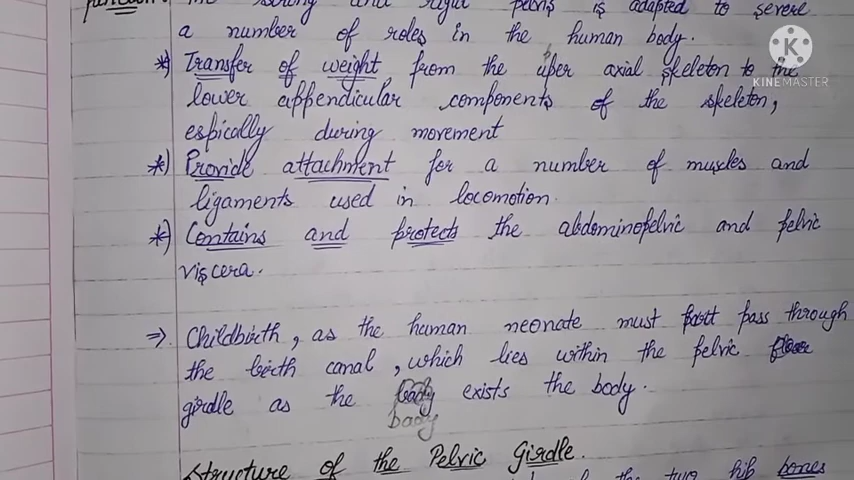 function: The strong and rigid pelvis is adapted to severe
a number of roles in the human body.
KINEMASTER
*) Transfer of weight from the uper axial skeleton to the
lower appendicular components of the skeleton,
espically during movement
*) Provide attachment for a number of muscles and
ligaments used in locomotion.
*) Contains and protects the abdominopelvic and pelvic
viscera.
⇒ Childbirth, as the human neonate must pass through
the birth canal, which lies within the pelvic
girdle as the body exists the body.
body
Structure of the Pelvic Girdle.
the two hip bones